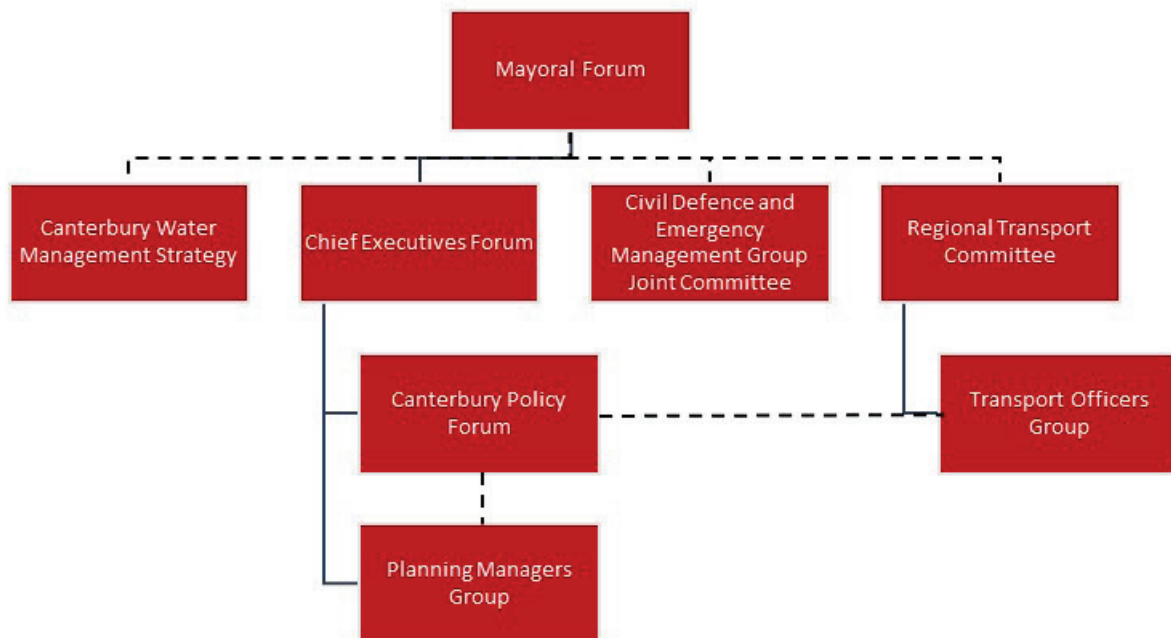 Mayoral Forum
Canterbury Water
Management Strategy
Chief Executives Forum
Civil Defence and
Emergency
Management Group
Joint Committee
Regional Transport
Committee
Canterbury Policy
Forum
Transport Officers
Group
Planning Managers
Group